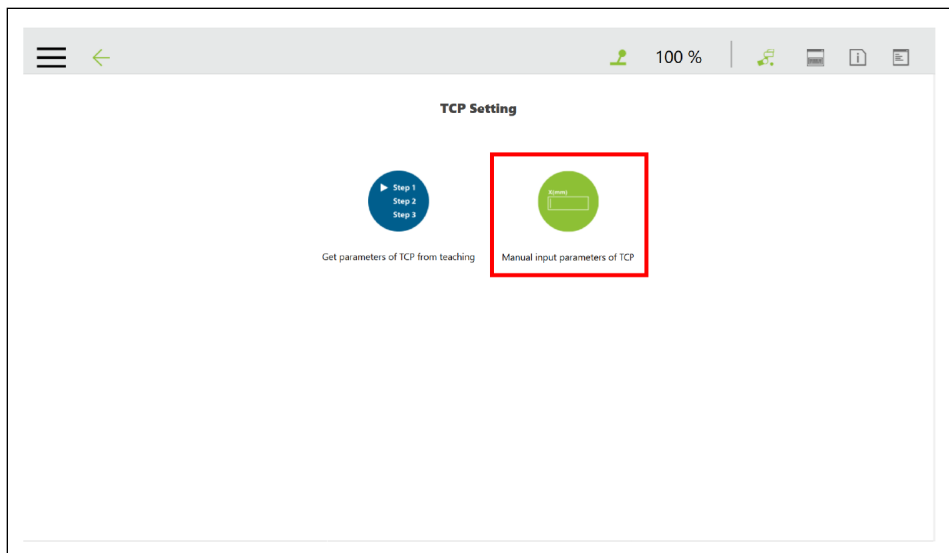 100 %
TCP Setting
Step 1
Step 2
Step 3
X(mm)
Get parameters of TCP from teaching
Manual input parameters of TCP